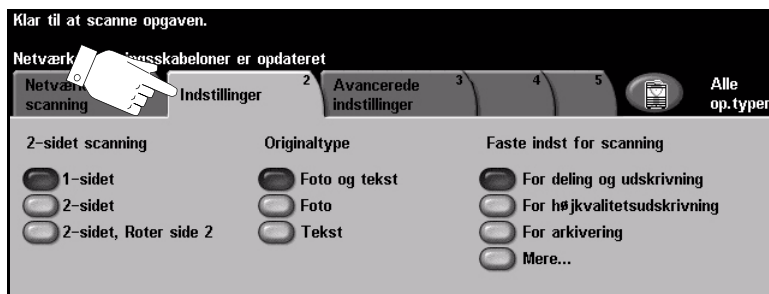 Klar til at scanne opgaven.
Netværk skabeloner er opdateret
scanning
Indstillinger 2
Avancerede 3
indstillinger
4
5
Alle
op.typer
2-sidet scanning
1-sidet
2-sidet
2-sidet, Roter side 2
Originaltype
Foto og tekst
Foto
Tekst
Faste indst for scanning
For deling og udskrivning
For højkvalitetsudskrivning
For arkivering
Mere...